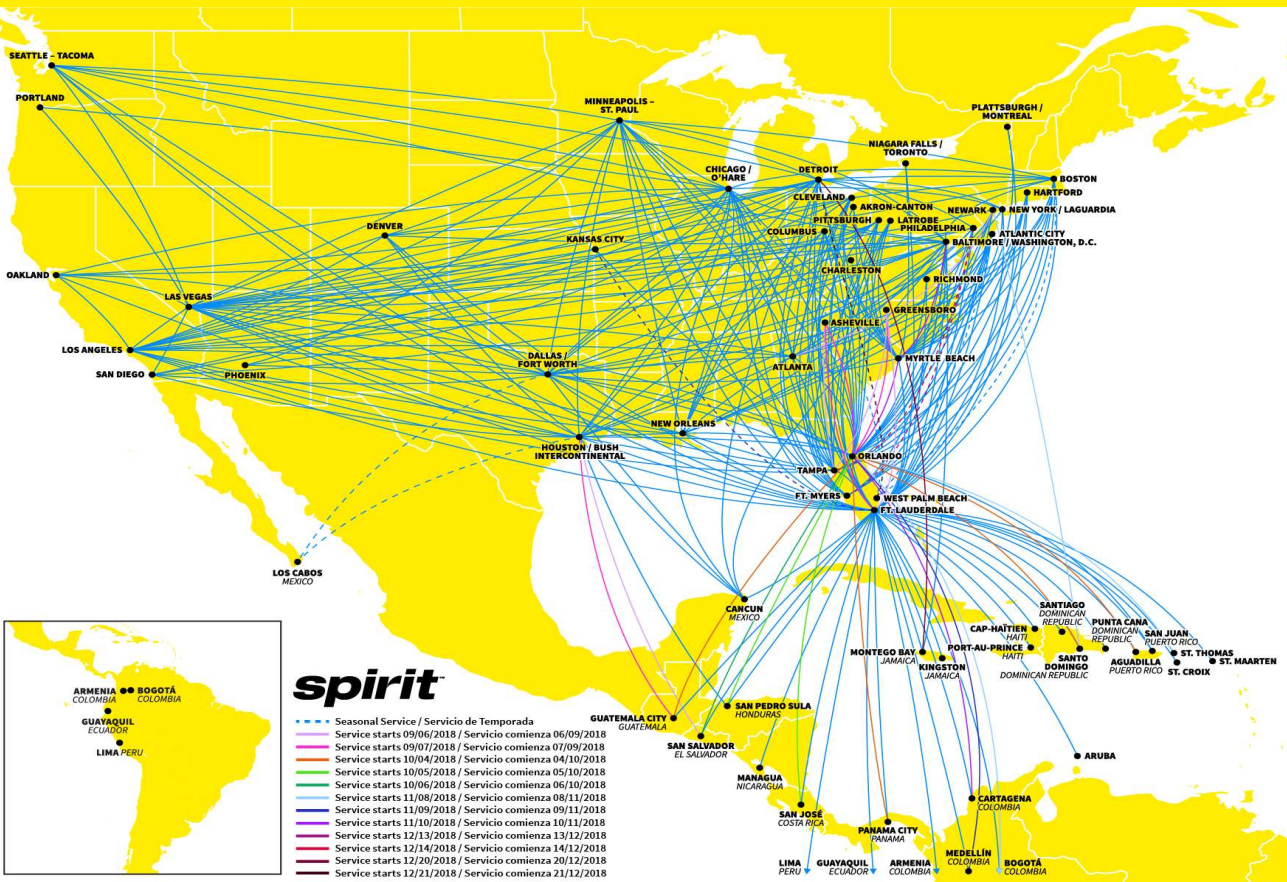 SEATTLE – TACOMA
PORTLAND
MINNEAPOLIS –
ST. PAUL
PLATTSBURGH /
MONTREAL
NIAGARA FALLS /
TORONTO
CHICAGO /
O'HARE
DETROIT
BOSTON
CLEVELAND
HARTFORD
AKRON-CANTON
NEWARK
NEW YORK / LAGUARDIA
PITTSBURGH
LATROBE
PHILADELPHIA
DENVER
COLUMBUS
ATLANTIC CITY
KANSAS CITY
BALTIMORE / WASHINGTON, D.C.
OAKLAND
CHARLESTON
RICHMOND
LAS VEGAS
GREENSBORO
ASHEVILLE
LOS ANGELES
DALLAS /
FORT WORTH
MYRTLE BEACH
SAN DIEGO
PHOENIX
ATLANTA
NEW ORLEANS
HOUSTON / BUSH
INTERCONTINENTAL
ORLANDO
TAMPA
FT. MYERS
WEST PALM BEACH
FT. LAUDERDALE
LOS CABOS
MEXICO
CANCUN
MEXICO
SANTIAGO
DOMINICAN
REPUBLIC
CAP-HAÏTIEN
HAITI
PUNTA CANA
DOMINICAN
REPUBLIC
SAN JUAN
PUERTO RICO
MONTEGO BAY
JAMAICA
PORT-AU-PRINCE
HAITI
KINGSTON
JAMAICA
SANTO
DOMINGO
DOMINICAN REPUBLIC
AGUADILLA
PUERTO RICO
ST. THOMAS
ST. CROIX
ST. MAARTEN
ARMENIA
COLOMBIA
BOGOTÁ
COLOMBIA
GUAYAQUIL
ECUADOR
LIMA PERU
spirit
GUATEMALA CITY
GUATEMALA
SAN PEDRO SULA
HONDURAS
SAN SALVADOR
EL SALVADOR
MANAGUA
NICARAGUA
ARUBA
SAN JOSÉ
COSTA RICA
CARTAGENA
COLOMBIA
PANAMA CITY
PANAMA
LIMA
PERU
GUAYAQUIL
ECUADOR
ARMENIA
COLOMBIA
MEDELLÍN
COLOMBIA
BOGOTÁ
COLOMBIA
Seasonal Service / Servicio de Temporada
Service starts 09/06/2018 / Servicio comienza 06/09/2018
Service starts 09/07/2018 / Servicio comienza 07/09/2018
Service starts 10/04/2018 / Servicio comienza 04/10/2018
Service starts 10/05/2018 / Servicio comienza 05/10/2018
Service starts 10/06/2018 / Servicio comienza 06/10/2018
Service starts 11/08/2018 / Servicio comienza 08/11/2018
Service starts 11/09/2018 / Servicio comienza 09/11/2018
Service starts 11/10/2018 / Servicio comienza 10/11/2018
Service starts 12/13/2018 / Servicio comienza 13/12/2018
Service starts 12/14/2018 / Servicio comienza 14/12/2018
Service starts 12/20/2018 / Servicio comienza 20/12/2018
Service starts 12/21/2018 / Servicio comienza 21/12/2018